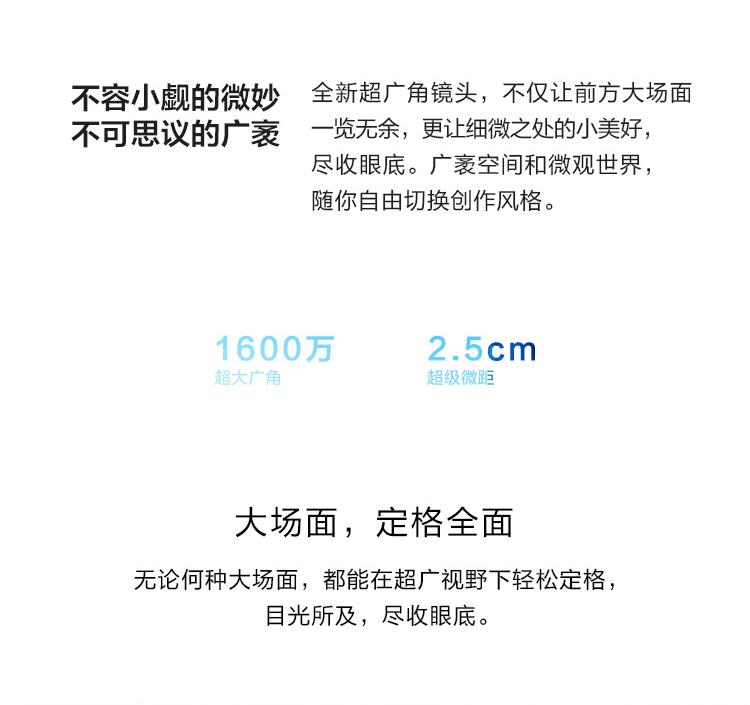 不容小觑的微妙
不可思议的广袤
全新超广角镜头，不仅让前方大场面
一览无余，更让细微之处的小美好，
尽收眼底。广袤空间和微观世界，
随你自由切换创作风格。
1600万
超大广角
2.5cm
超级微距
大场面，定格全面
无论何种大场面，都能在超广视野下轻松定格，
目光所及，尽收眼底。